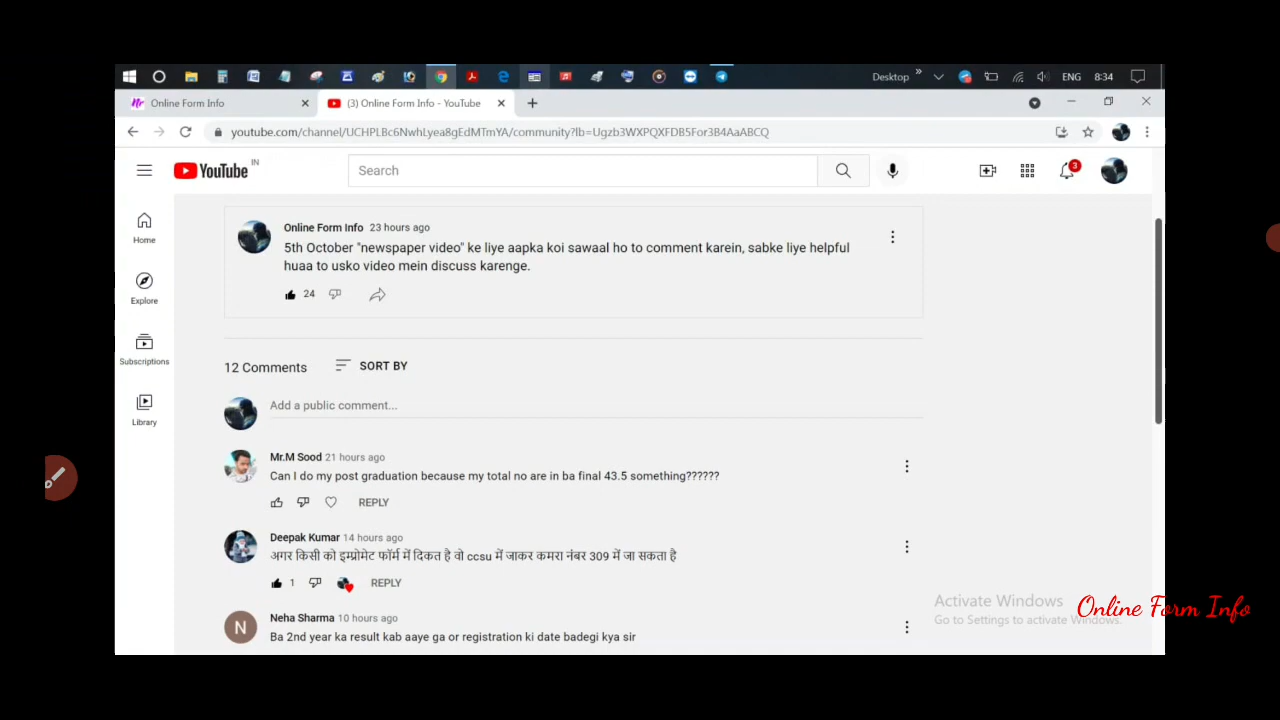 Desktop
»
ENG
8:34
Online Form Info
(3) Online Form Info - YouTube
youtube.com/channel/UCHPLBc6NwhLyea8gEdMTmYA/community?lb=Ugzb3WXPQXFDB5For3B4AaABCQ
YouTube IN
Search
3
Home
Explore
Subscriptions
Library
Online Form Info 23 hours ago
5th October "newspaper video" ke liye aapka koi sawaal ho to comment karein, sabke liye helpful
huaa to usko video mein discuss karenge.
24
12 Comments
SORT BY
Add a public comment...
Mr.M Sood 21 hours ago
Can I do my post graduation because my total no are in ba final 43.5 something??????
REPLY
Deepak Kumar 14 hours ago
अगर किसी को इम्प्रोमेट फॉर्म में दिकत है वो ccsu में जाकर कमरा नंबर 309 में जा सकता है
1
REPLY
N
Neha Sharma 10 hours ago
Ba 2nd year ka result kab aaye ga or registration ki date badegi kya sir
Activate Windows
Go to Settings to activate Windows.
Online Form Info